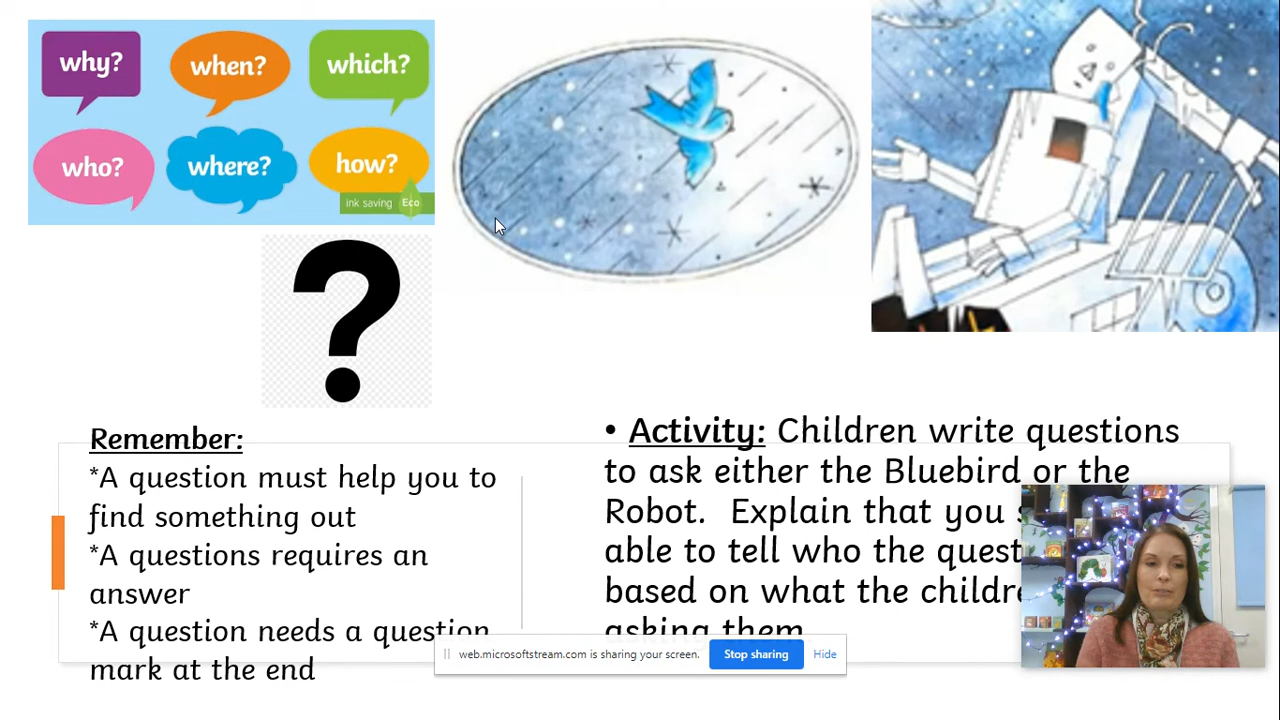 why?
when?
which?
who?
where?
how?
ink saving Eco
?
Remember:
*A question must help you to
find something out
*A questions requires an
answer
*A question needs a question
mark at the end
• Activity: Children write questions
to ask either the Bluebird or the
Robot. Explain that you
able to tell who the
based on what the
asking them
web.microsoftstream.com is sharing your screen.
Stop sharing
Hide